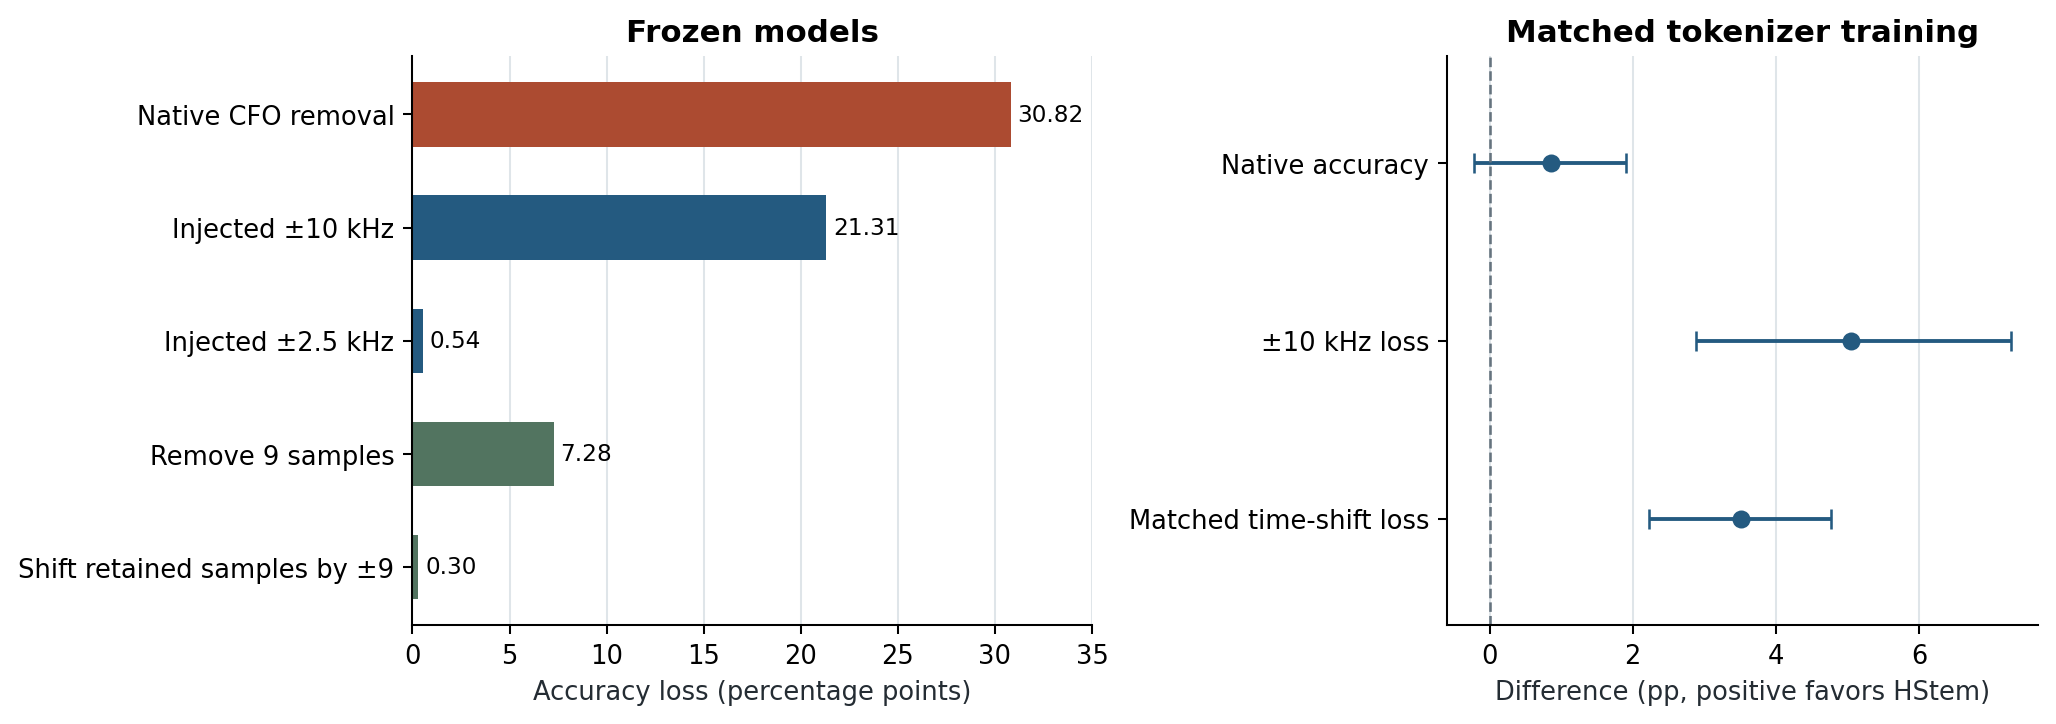 Frozen models
Native CFO removal
30.82
Injected ±10 kHz
21.31
Injected ±2.5 kHz
0.54
Remove 9 samples
7.28
Shift retained samples by ±9
0.30
0 5 10 15 20 25 30 35
Accuracy loss (percentage points)
Matched tokenizer training
Native accuracy
±10 kHz loss
Matched time-shift loss
0 2 4 6
Difference (pp, positive favors HStem)